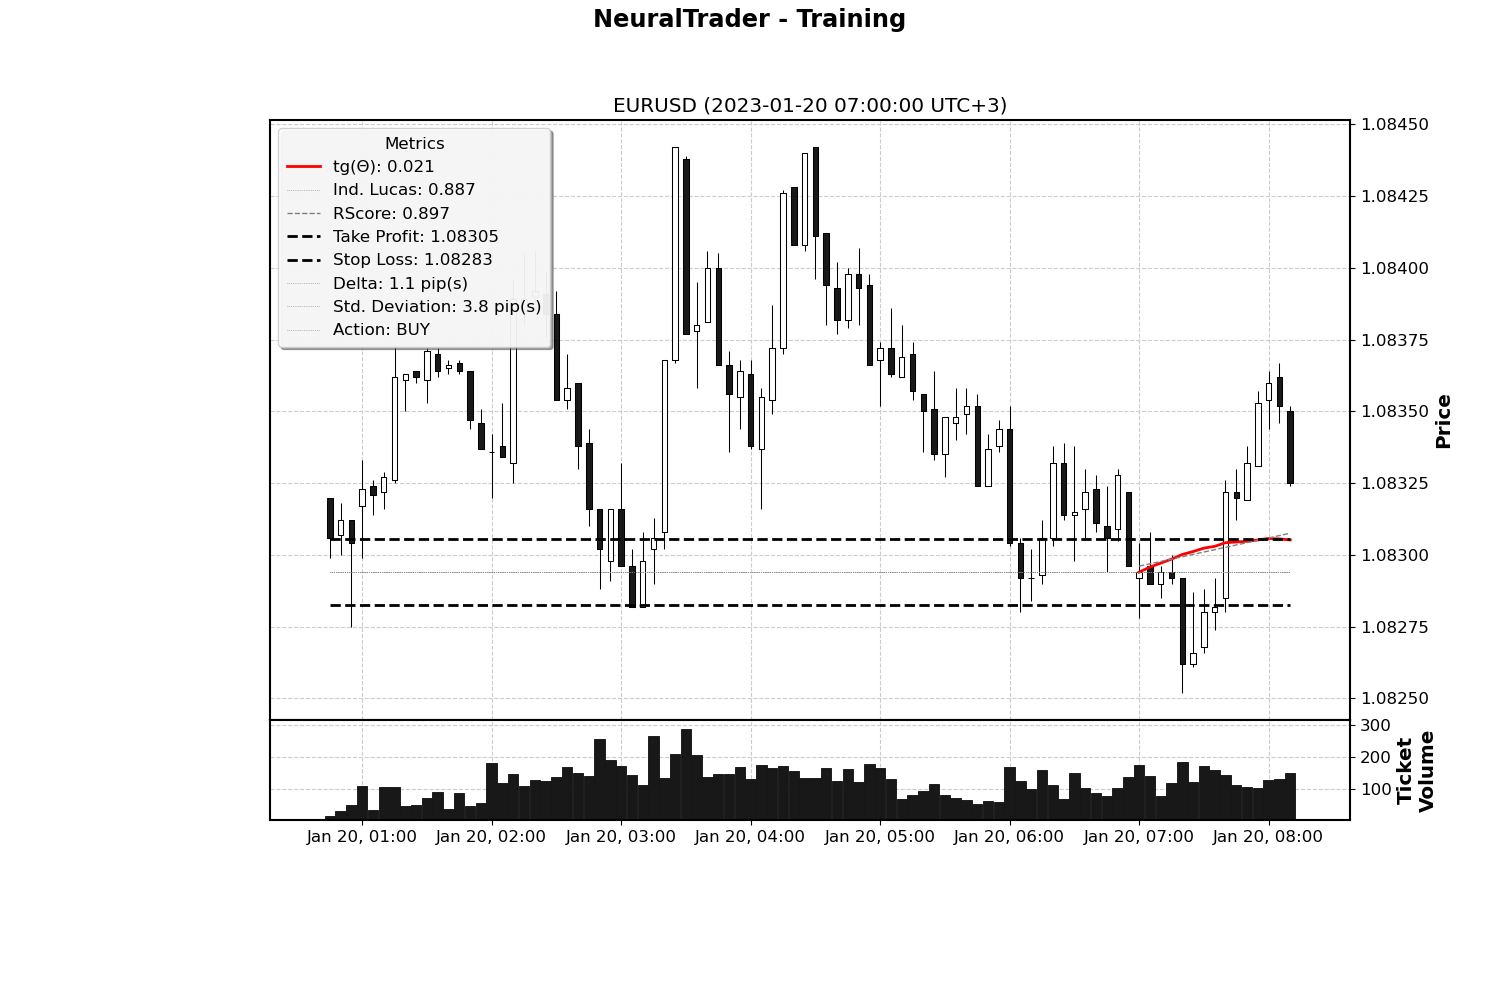 NeuralTrader - Training
EURUSD (2023-01-20 07:00:00 UTC+3)
Metrics
tg(Θ): 0.021
Ind. Lucas: 0.887
RScore: 0.897
Take Profit: 1.08305
Stop Loss: 1.08283
Delta: 1.1 pip(s)
Std. Deviation: 3.8 pip(s)
Action: BUY
1.08450
1.08425
1.08400
1.08375
1.08350
1.08325
1.08300
1.08275
1.08250
Price
300
200
100
Ticket
Volume
Jan 20, 01:00
Jan 20, 02:00
Jan 20, 03:00
Jan 20, 04:00
Jan 20, 05:00
Jan 20, 06:00
Jan 20, 07:00
Jan 20, 08:00